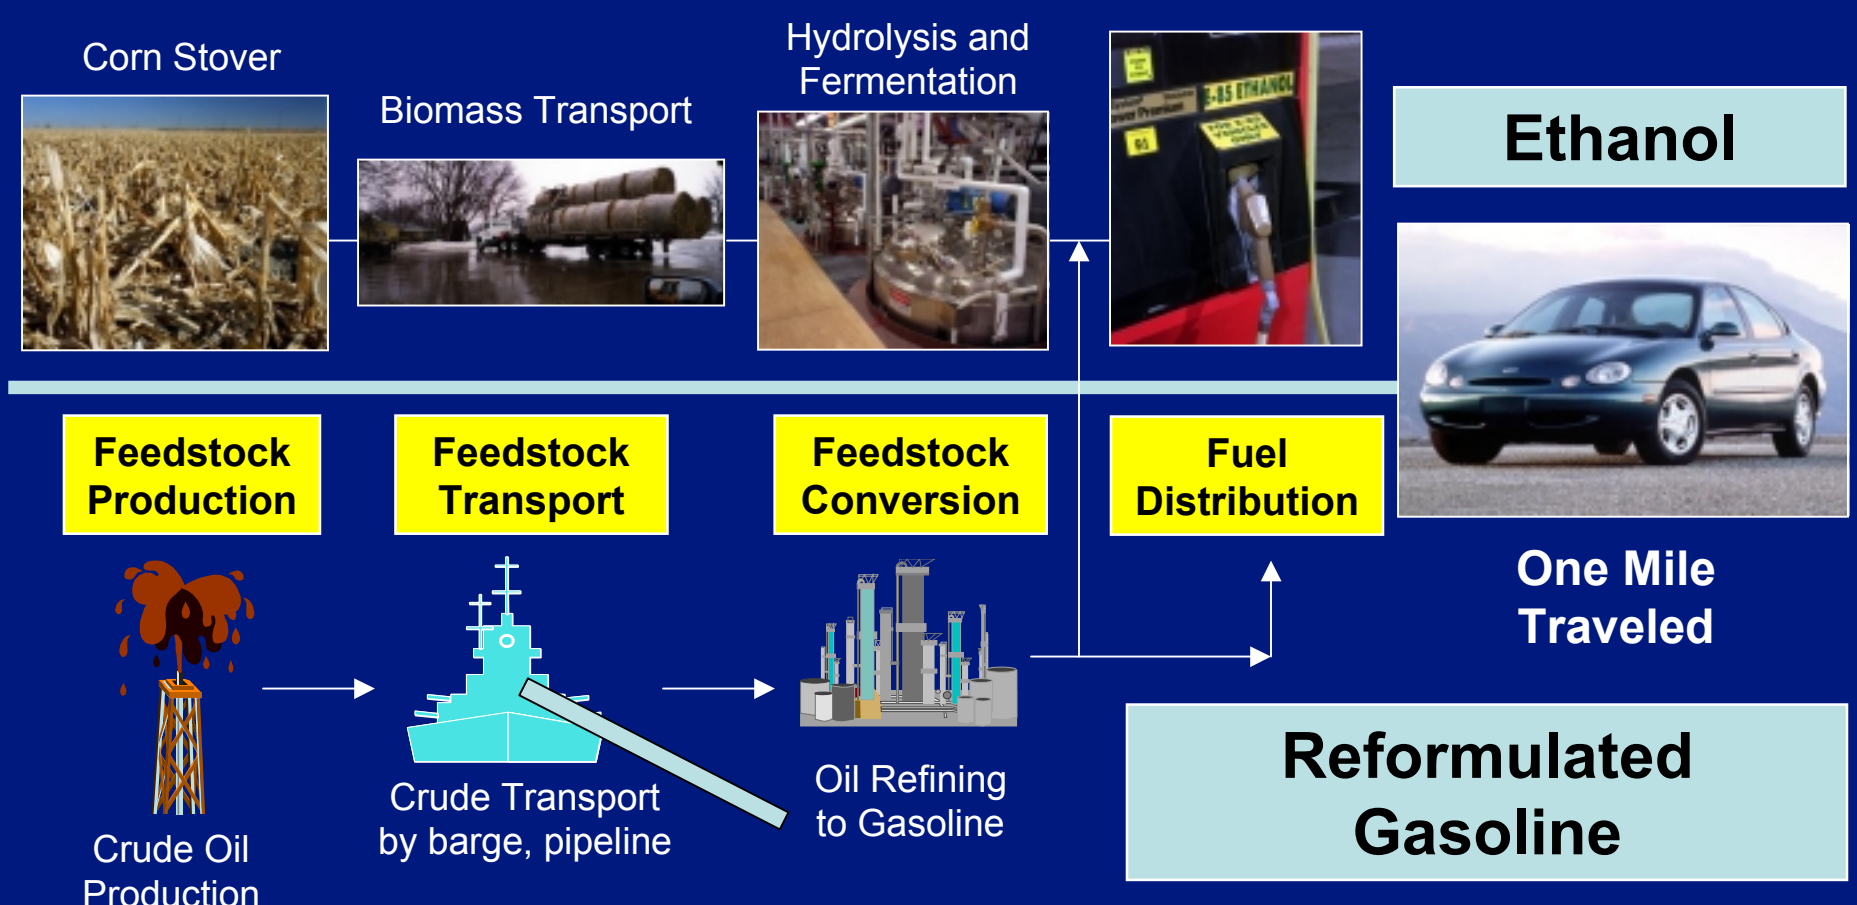 Corn Stover
Biomass Transport
Hydrolysis and
Fermentation
E-85 ETHANOL
Ethanol
Feedstock
Production
Feedstock
Transport
Feedstock
Conversion
Fuel
Distribution
One Mile
Traveled
Crude Oil
Production
Crude Transport
by barge, pipeline
Oil Refining
to Gasoline
Reformulated
Gasoline